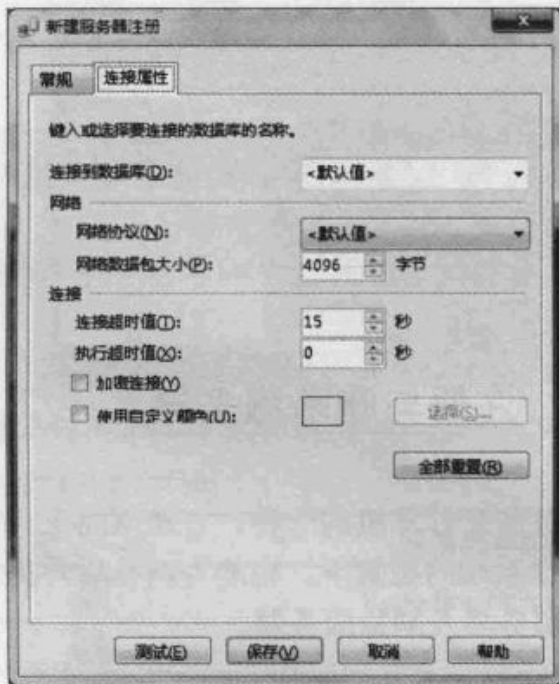 新建服务器注册
常规 连接属性
键入或选择要连接的数据库的名称。
连接到数据库(D): <默认值>
网络
网络协议(N): <默认值>
网络数据包大小(P): 4096 字节
连接
连接超时值(T): 15 秒
执行超时值(X): 0 秒
加密连接(Y)
使用自定义颜色(U): 选择(S)...
全部重置(R)
测试(E) 保存(V) 取消 帮助